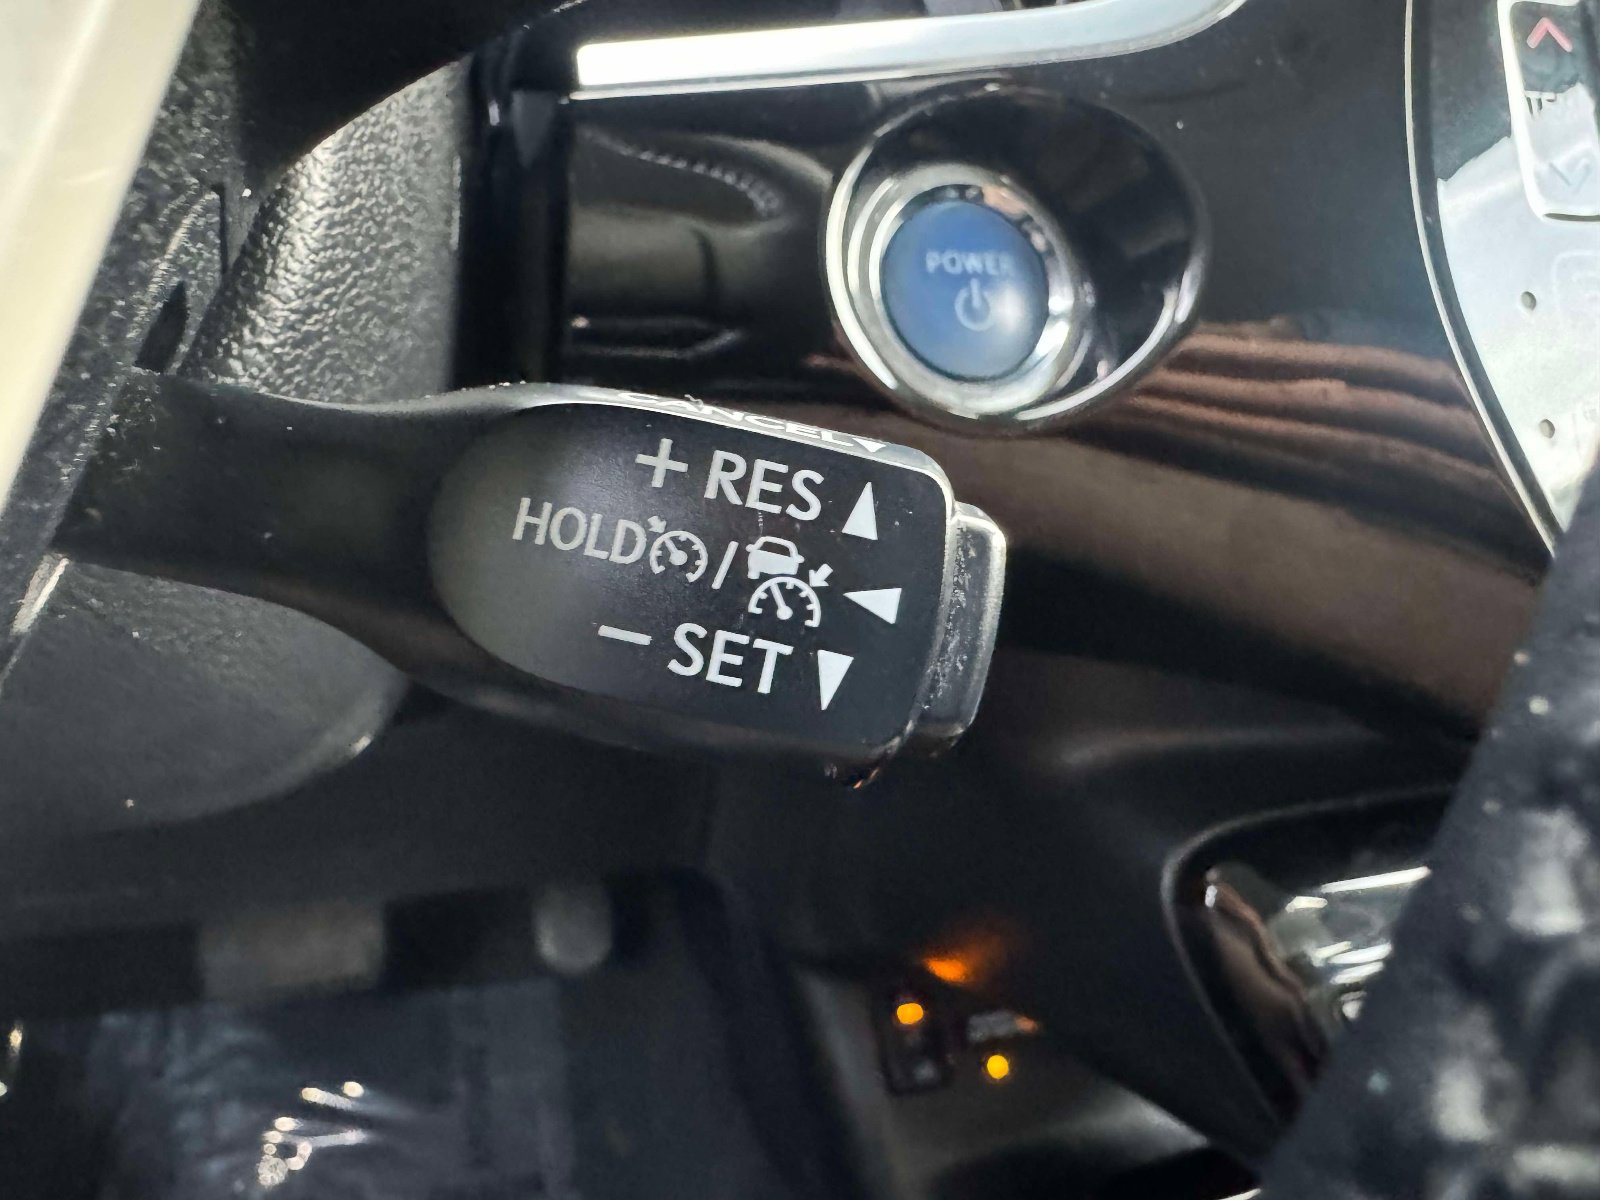 POWER
CANCEL
+ RES
HOLD /
− SET